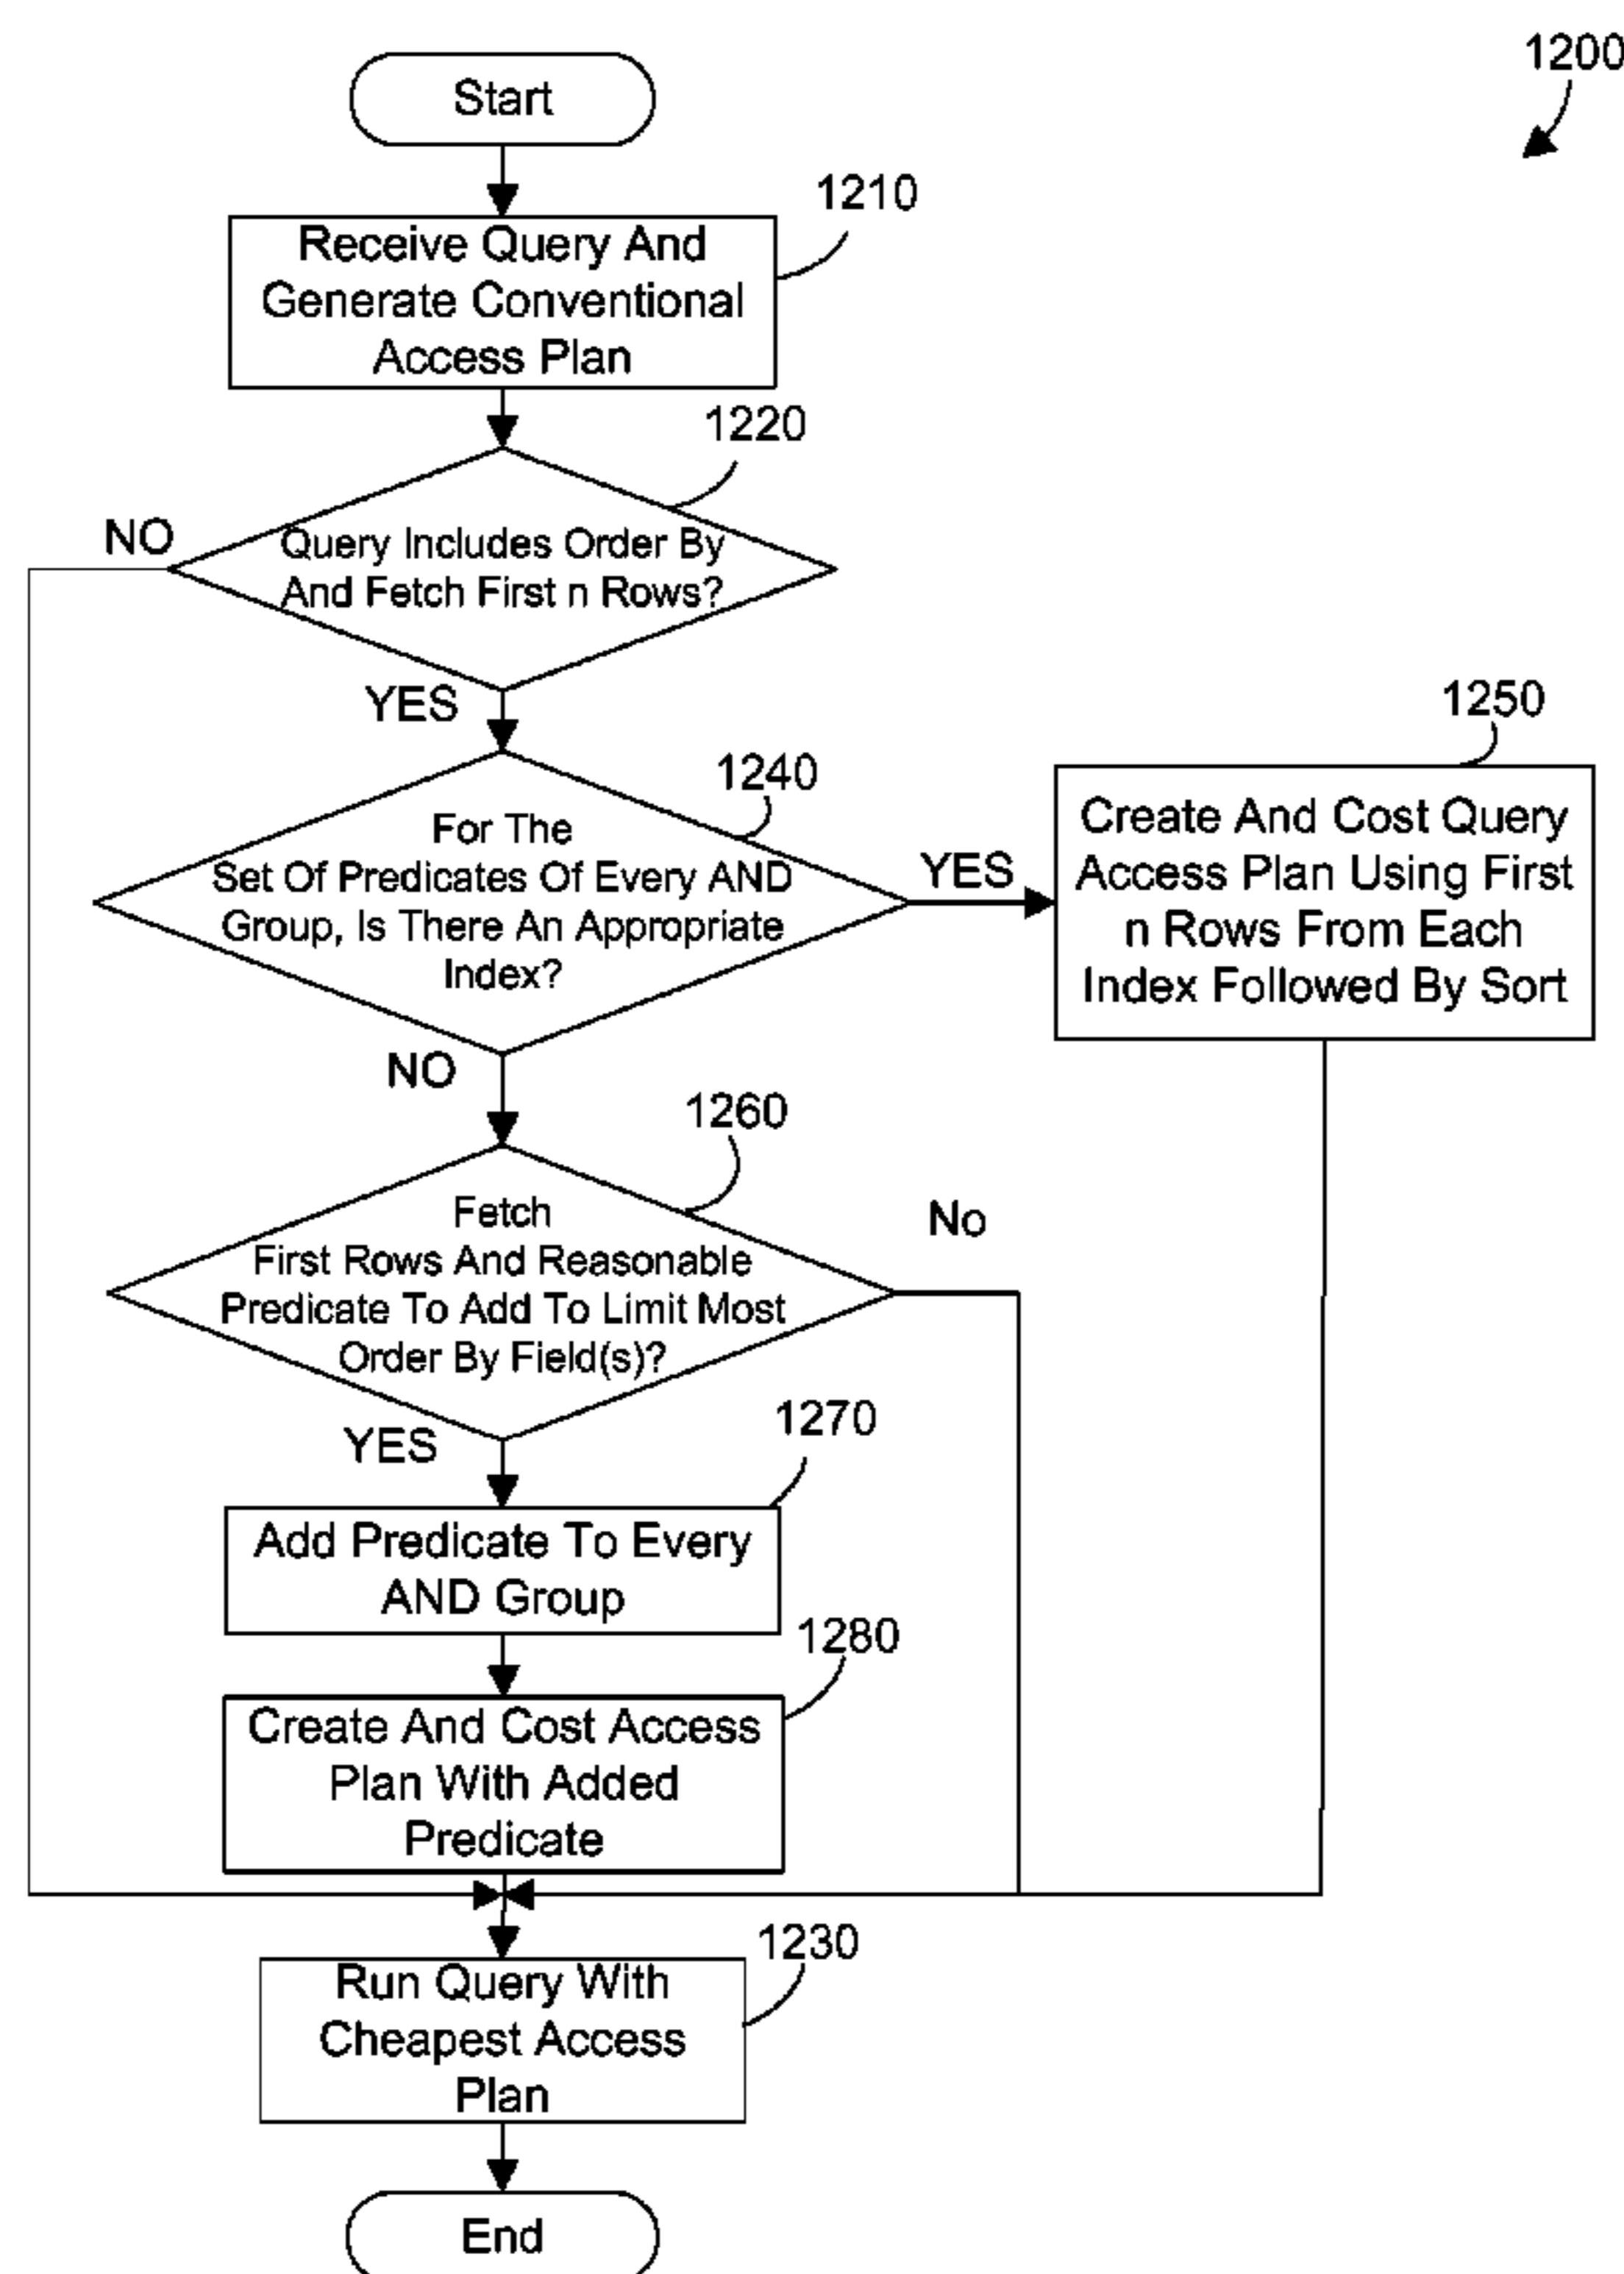 1200
Start
1210
Receive Query And
Generate Conventional
Access Plan
1220
NO
Query Includes Order By
And Fetch First n Rows?
YES
1240
For The
Set Of Predicates Of Every AND
Group, Is There An Appropriate
Index?
YES
1250
Create And Cost Query
Access Plan Using First
n Rows From Each
Index Followed By Sort
NO
1260
Fetch
First Rows And Reasonable
Predicate To Add To Limit Most
Order By Field(s)?
No
YES
1270
Add Predicate To Every
AND Group
1280
Create And Cost Access
Plan With Added
Predicate
1230
Run Query With
Cheapest Access
Plan
End